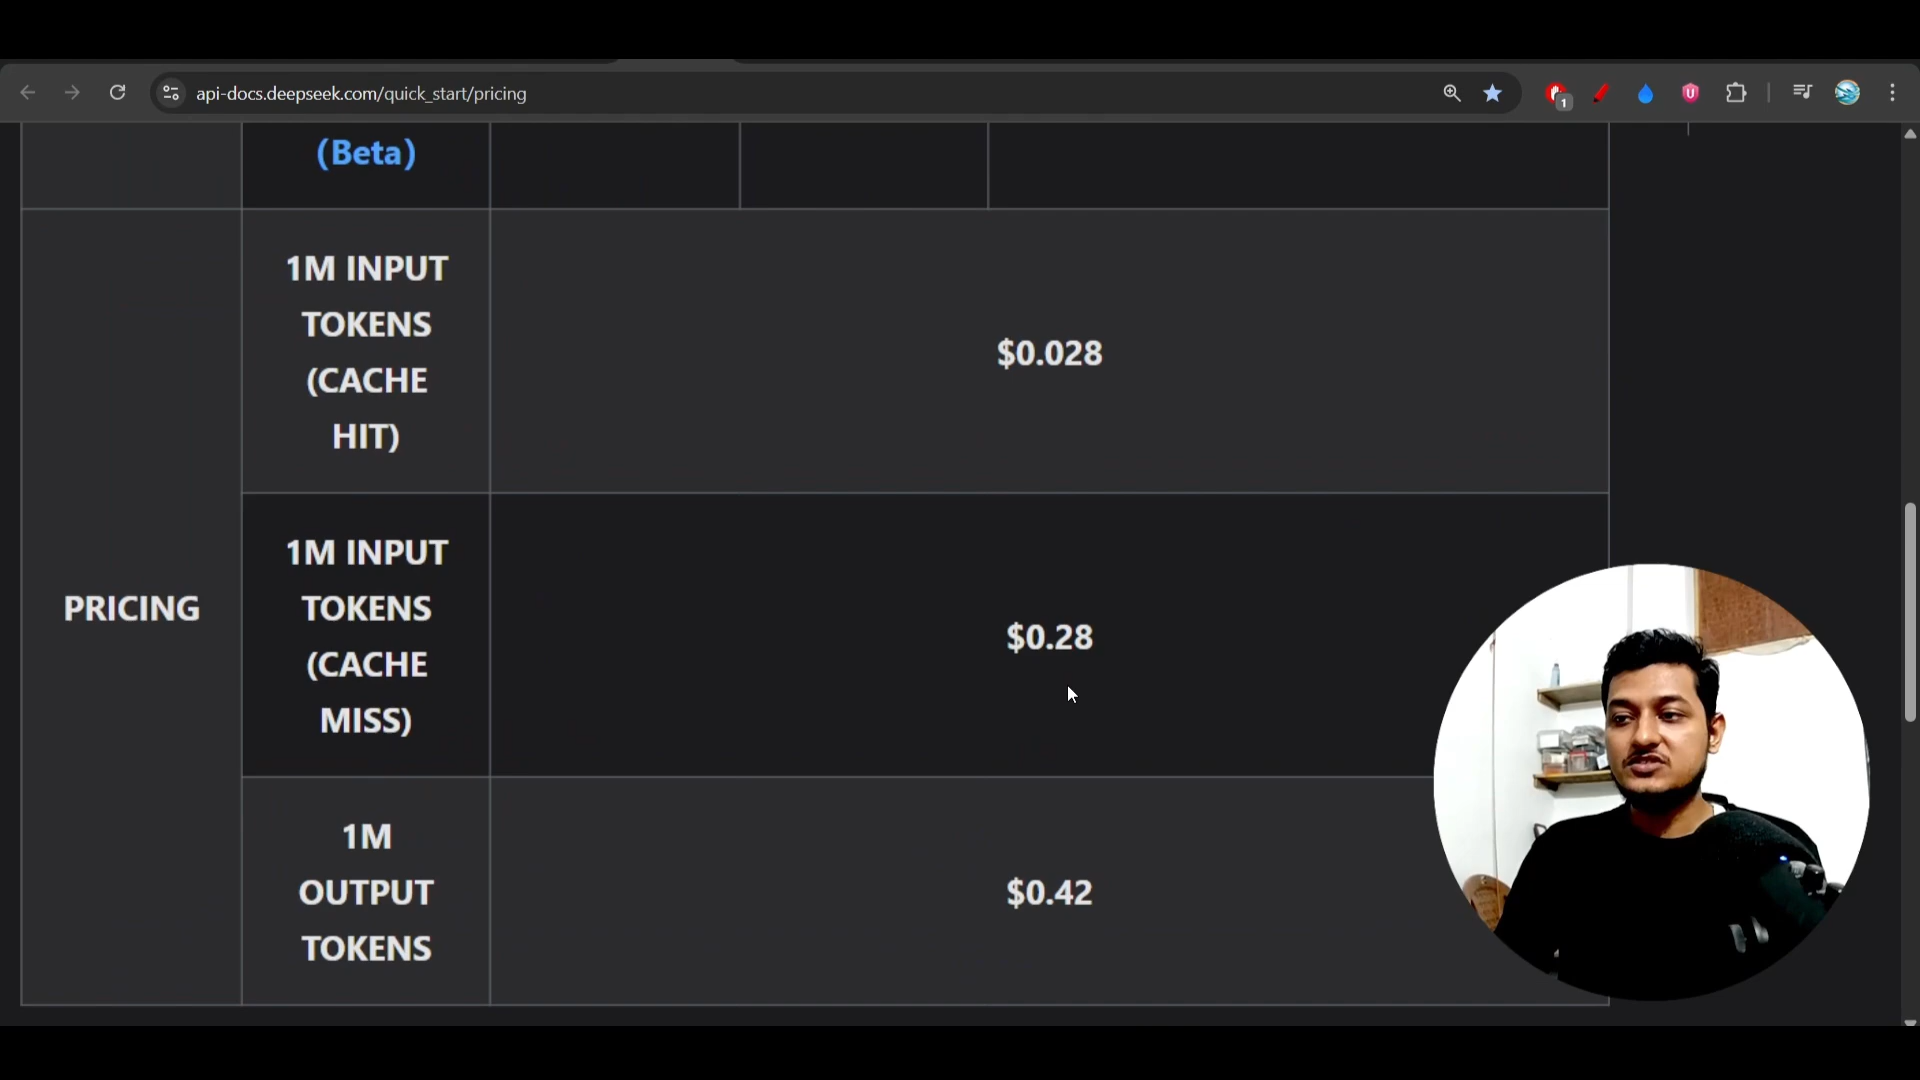 api-docs.deepseek.com/quick_start/pricing
1
(Beta)
1M INPUT
TOKENS
(CACHE
HIT)
$0.028
PRICING
1M INPUT
TOKENS
(CACHE
MISS)
$0.28
1M
OUTPUT
TOKENS
$0.42